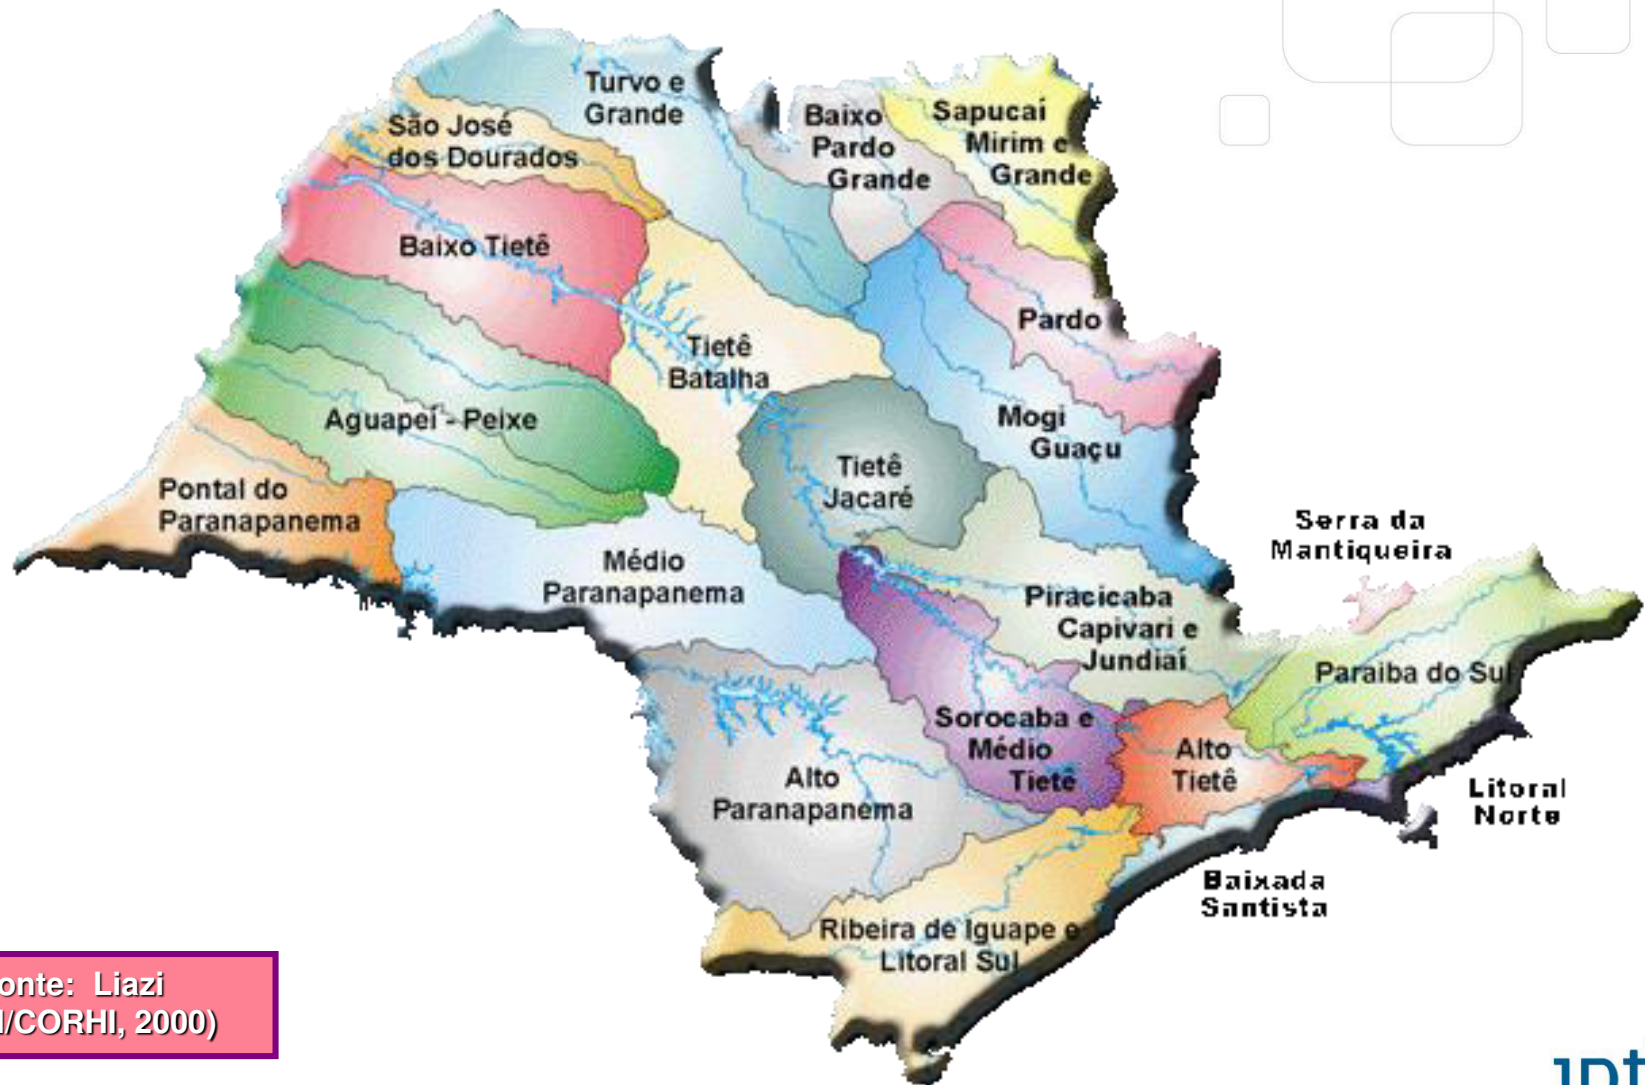 Turvo e
Grande
São José
dos Dourados
Baixo
Pardo
Grande
Sapucaí
Mirim e
Grande
Baixo Tietê
Pardo
Tietê
Batalha
Aguapeí - Peixe
Mogi
Guaçu
Tietê
Jacaré
Pontal do
Paranapanema
Serra da
Mantiqueira
Médio
Paranapanema
Piracicaba
Capivari e
Jundiaí
Paraiba do Sul
Sorocaba e
Médio
Tietê
Alto
Tietê
Alto
Paranapanema
Litoral
Norte
Baixada
Santista
Ribeira de Iguape e
Litoral Sul
onte: Liazi
/CORHI, 2000)
ipt